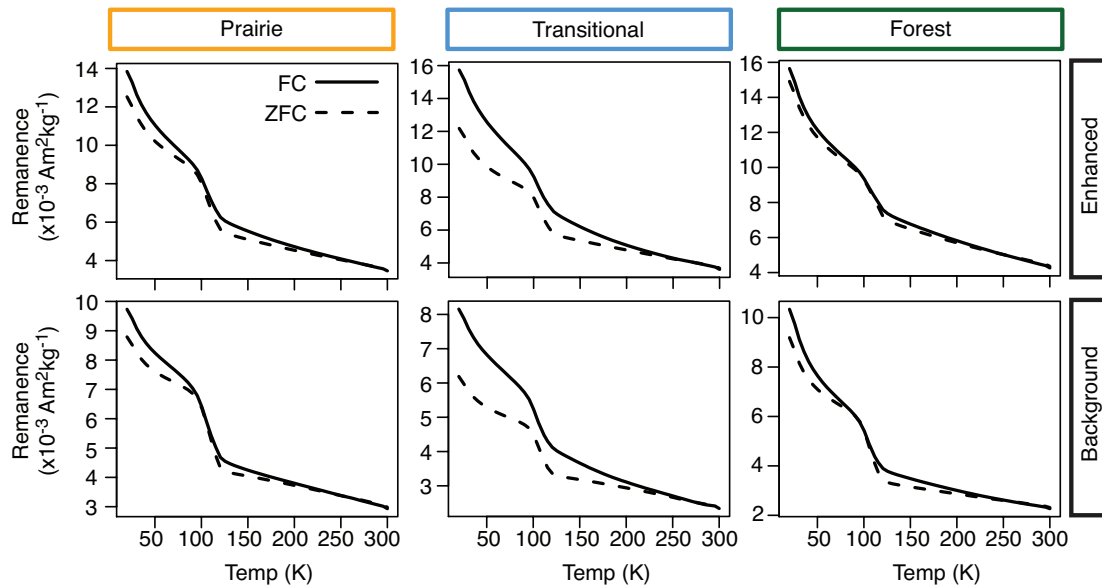 Prairie
Transitional
Forest
FC
ZFC
Enhanced
Background
Remanence
(x10⁻³ Am²kg⁻¹)
14
12
10
8
6
4
16
14
12
10
8
6
4
16
14
12
10
8
6
4
Remanence
(x10⁻³ Am²kg⁻¹)
10
9
8
7
6
5
4
3
8
7
6
5
4
3
10
8
6
4
2
50 100 150 200 250 300
50 100 150 200 250 300
50 100 150 200 250 300
Temp (K)
Temp (K)
Temp (K)